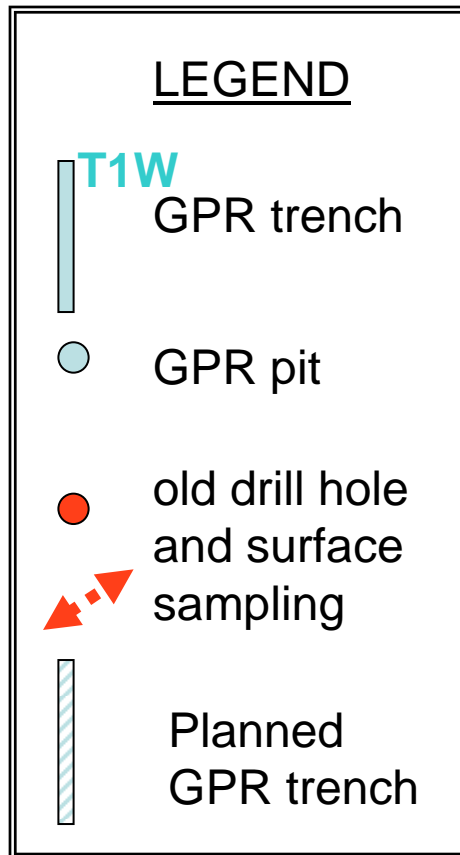 LEGEND
T1W
GPR trench
GPR pit
old drill hole
and surface
sampling
Planned
GPR trench